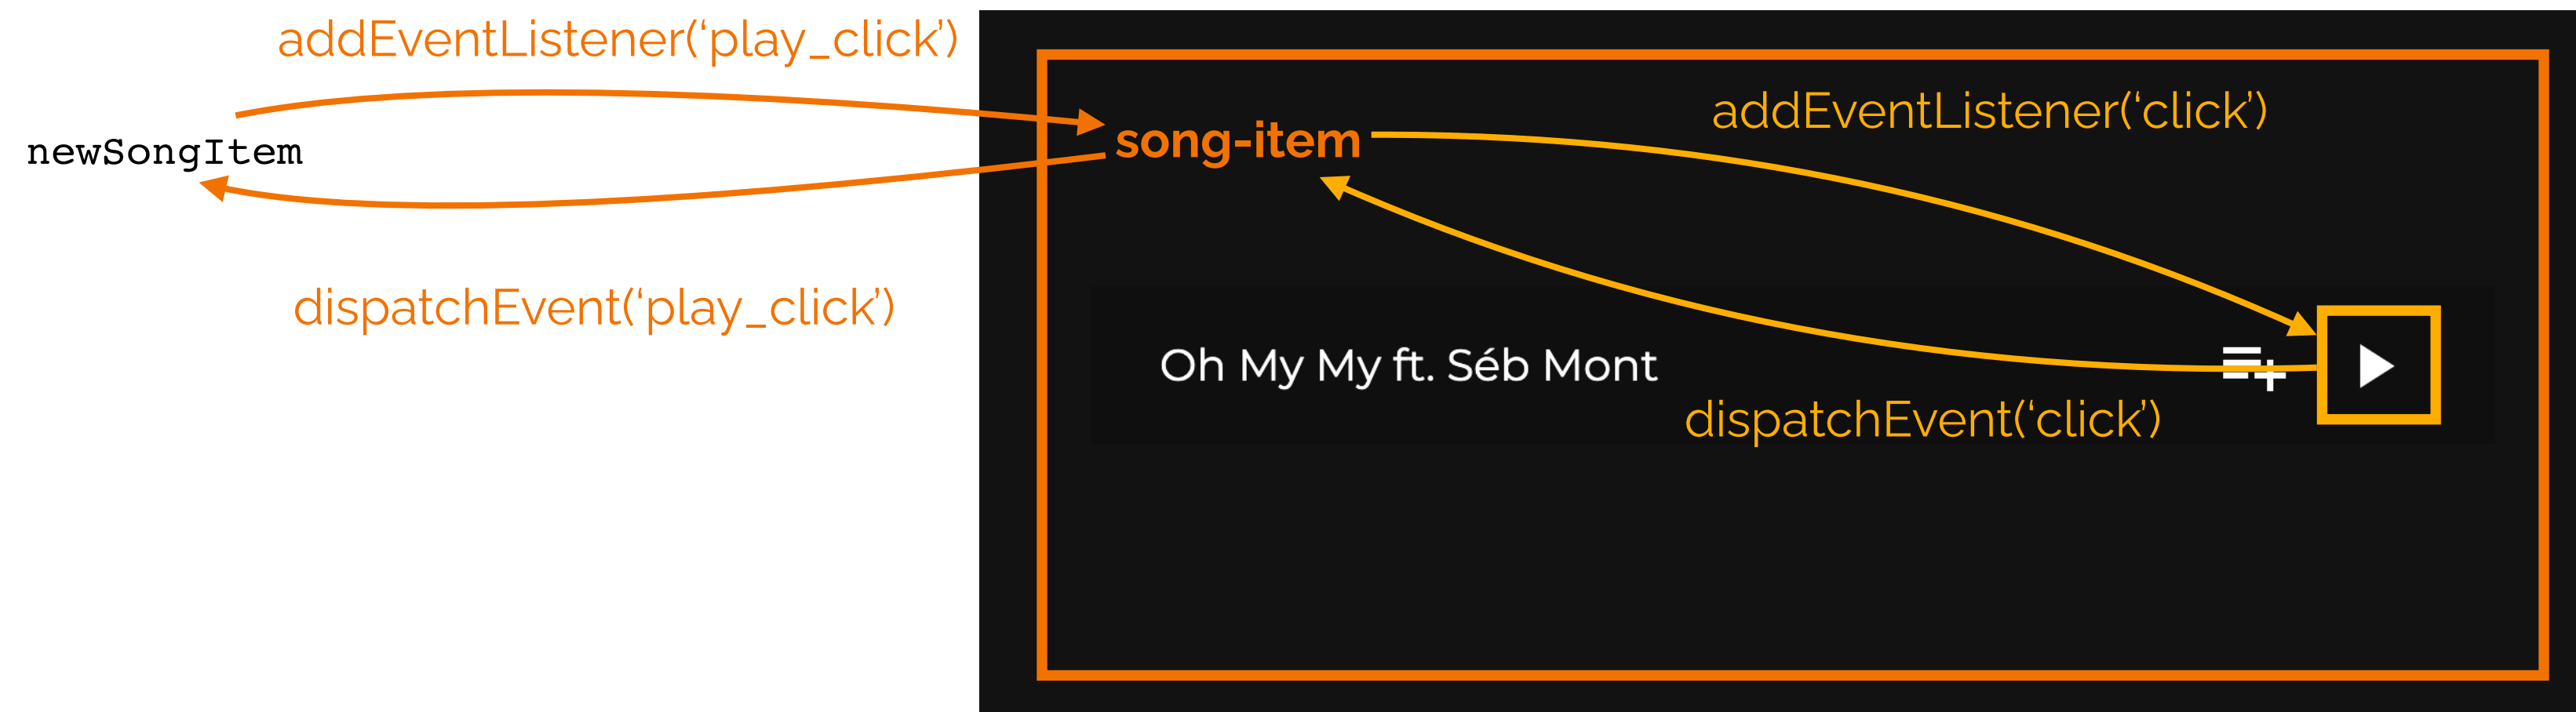 addEventListener(‘play_click’)
newSongItem
dispatchEvent(‘play_click’)
song-item
addEventListener(‘click’)
Oh My My ft. Séb Mont
dispatchEvent(‘click’)